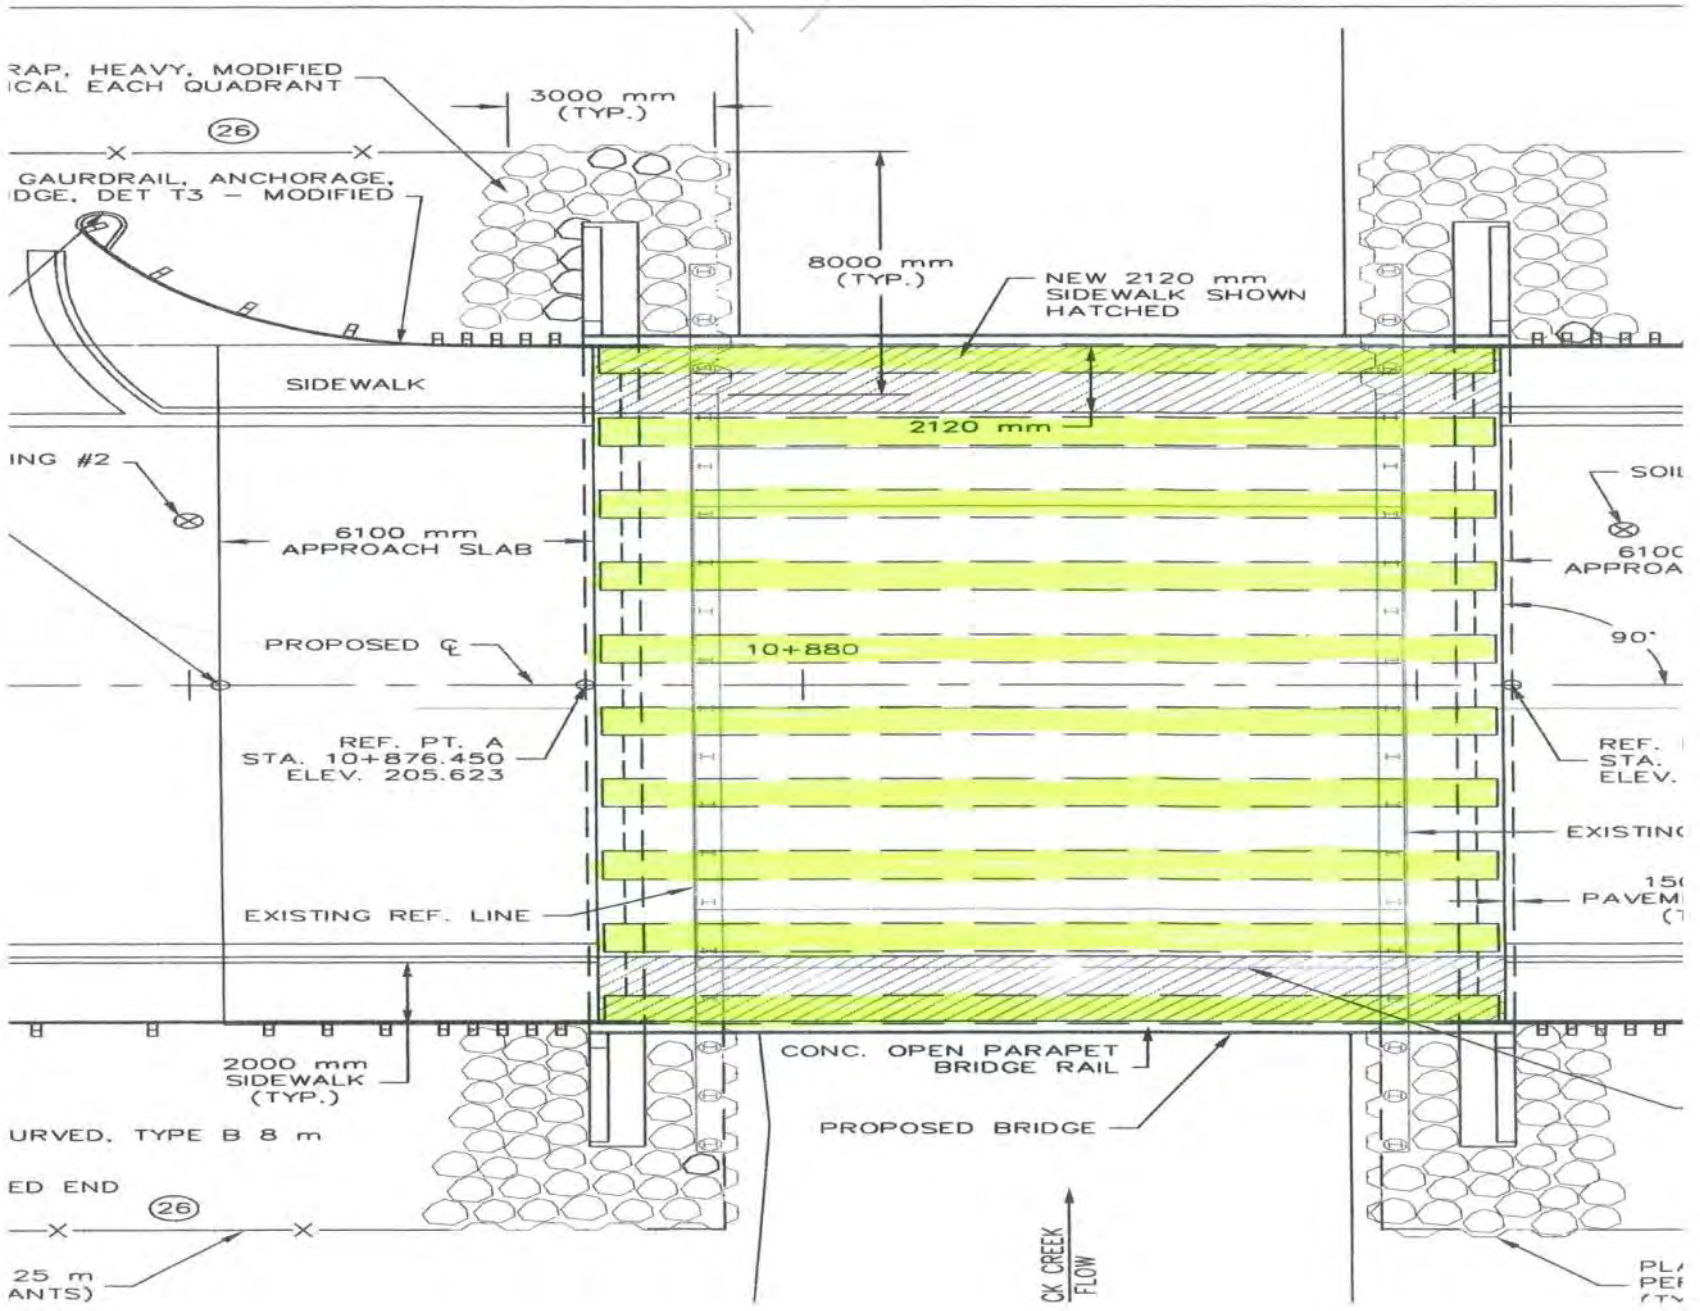 RAP, HEAVY, MODIFIED
ICAL EACH QUADRANT
3000 mm
(TYP.)
26
GAURDRAIL, ANCHORAGE,
DGE, DET T3 - MODIFIED
8000 mm
(TYP.)
NEW 2120 mm
SIDEWALK SHOWN
HATCHED
SIDEWALK
2120 mm
ING #2
SOIL
6100 mm
APPROACH SLAB
6100
APPROA
90°
PROPOSED ℄
10+880
REF. PT. A
STA. 10+876.450
ELEV. 205.623
REF.
STA.
ELEV.
EXISTING
150
PAVEM
(T
EXISTING REF. LINE
2000 mm
SIDEWALK
(TYP.)
CONC. OPEN PARAPET
BRIDGE RAIL
PROPOSED BRIDGE
URVED, TYPE B 8 m
ED END
26
25 m
ANTS)
CK CREEK
FLOW
PLA
PER
(TY